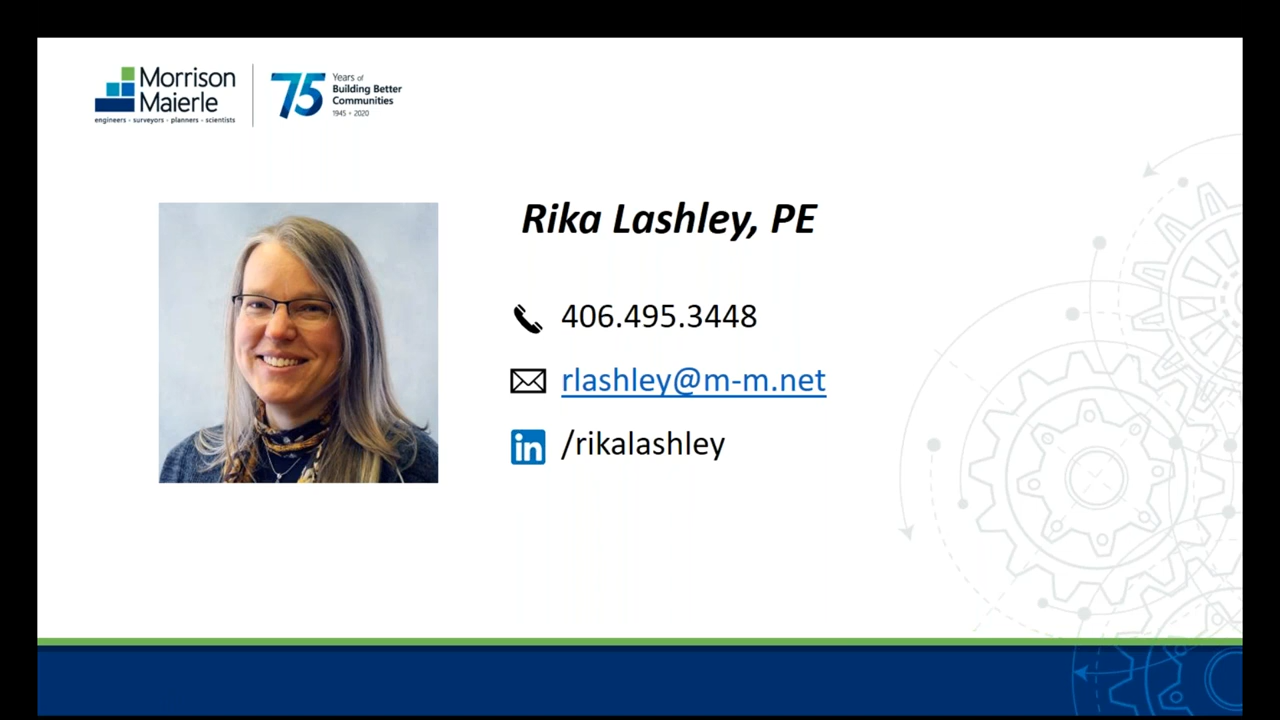 Morrison
Maierle
engineers • surveyors • planners • scientists
75
Years of
Building Better
Communities
1945 • 2020
Rika Lashley, PE
406.495.3448
rlashley@m-m.net
in
/rikalashley